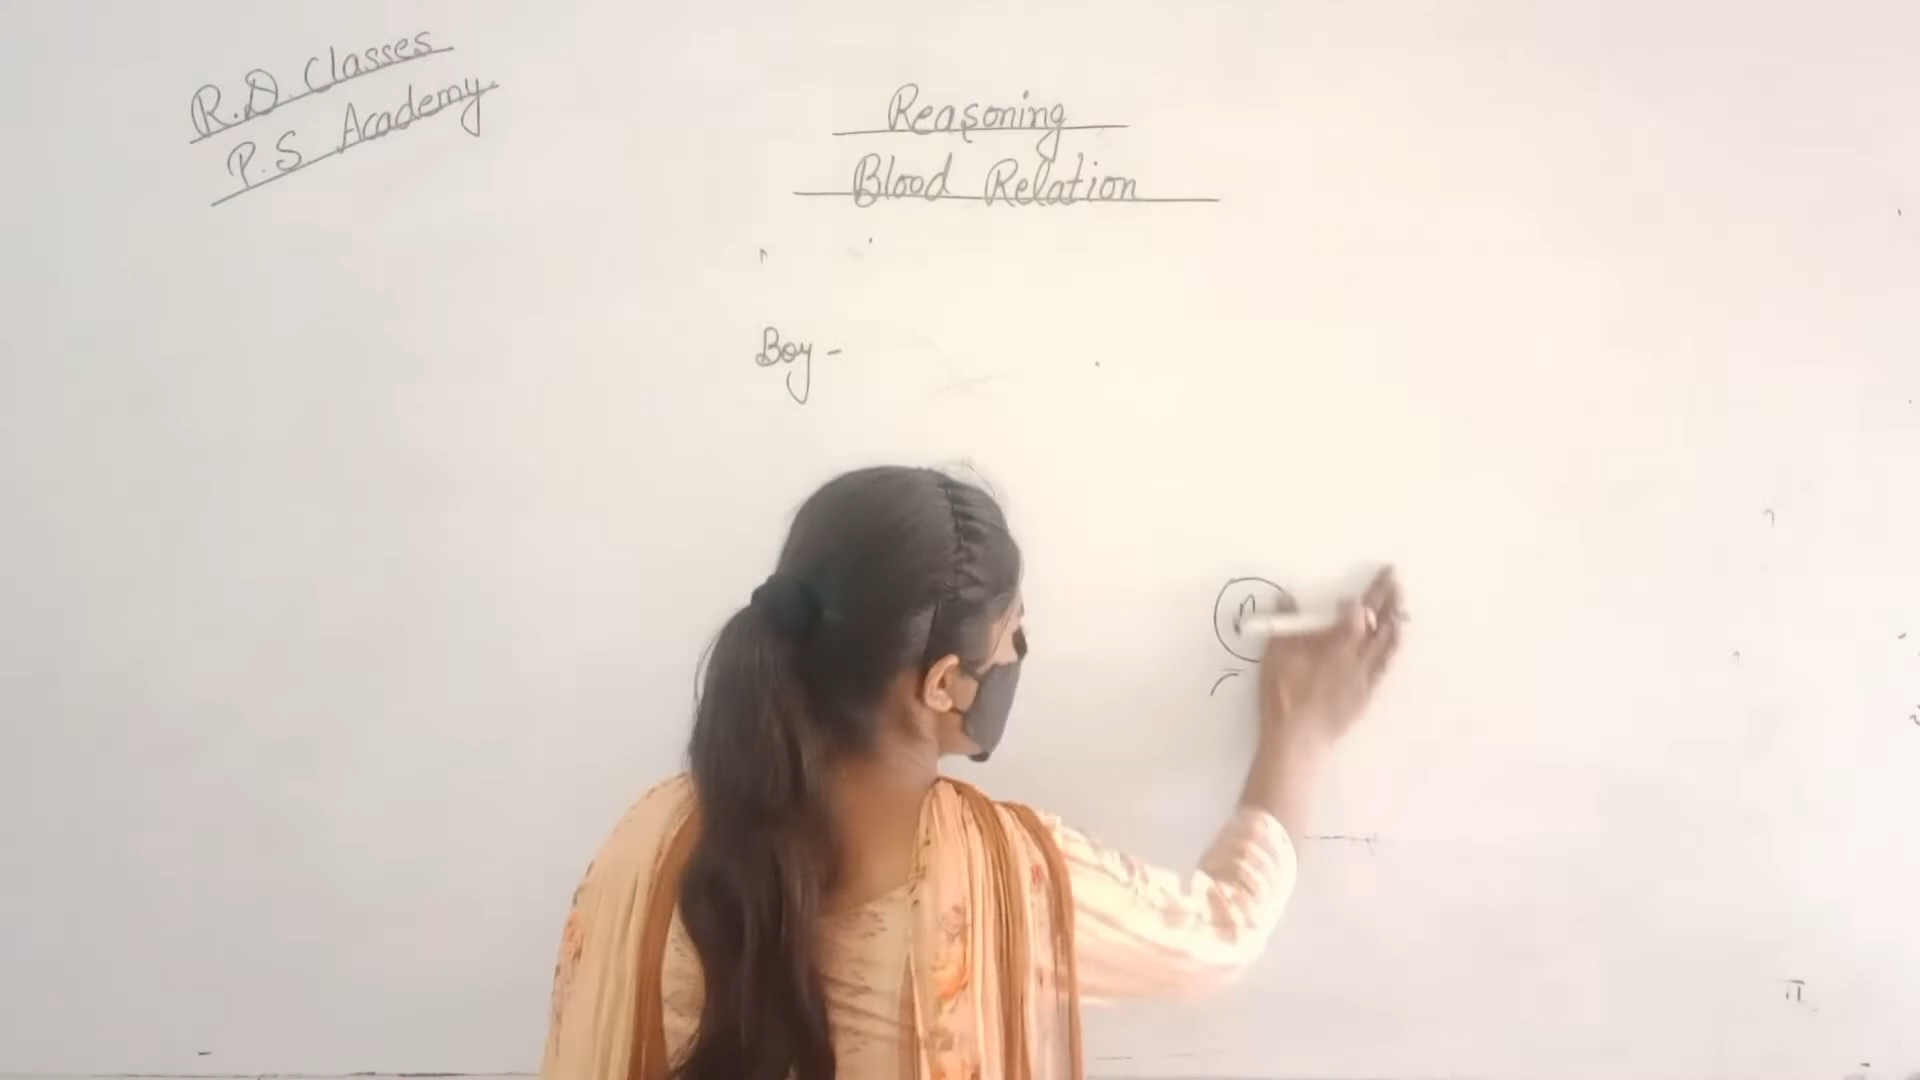 R.D. Classes
P.S Academy
Reasoning
Blood Relation
Boy -